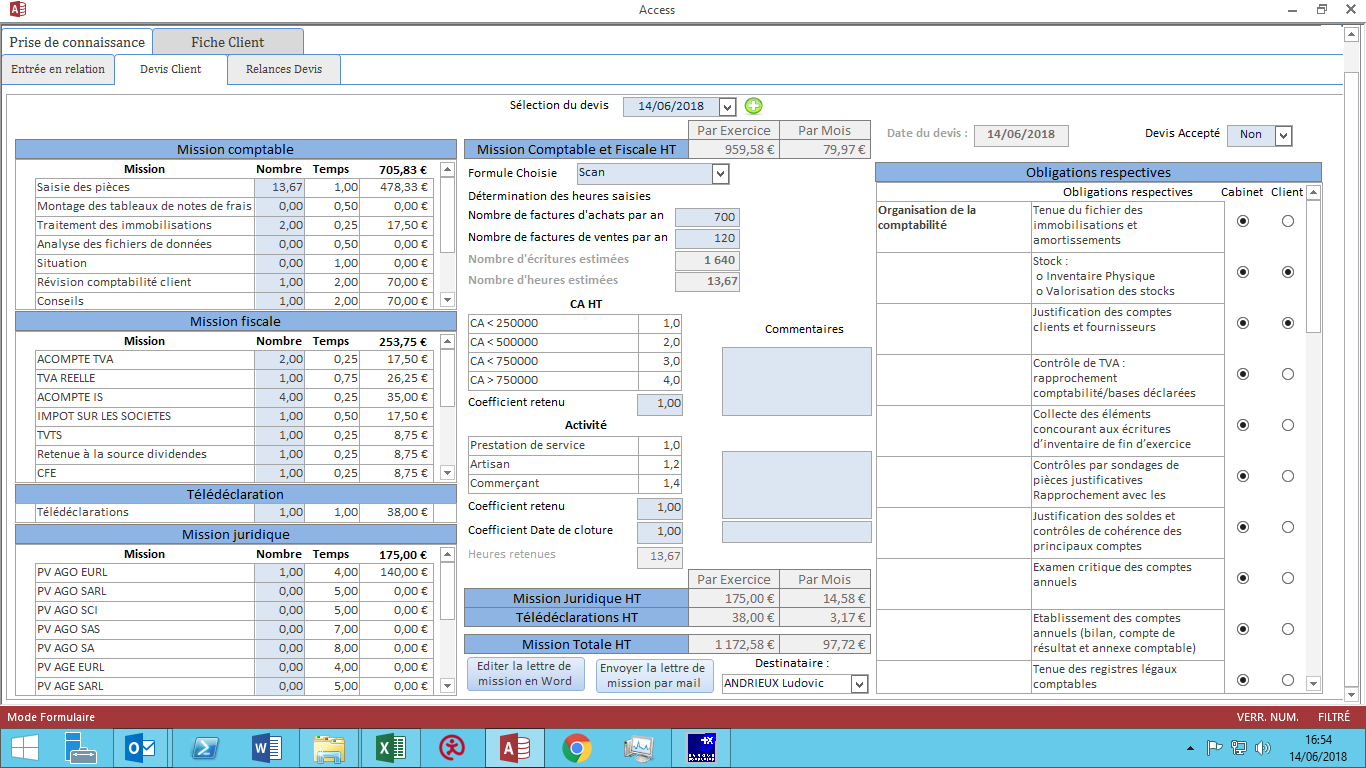 Access
Prise de connaissance Fiche Client
Entrée en relation Devis Client Relances Devis
Sélection du devis 14/06/2018
Par Exercice Par Mois
Mission Comptable et Fiscale HT 959,58 € 79,97 €
Date du devis : 14/06/2018 Devis Accepté Non
Mission comptable
Mission Nombre Temps 705,83 €
Saisie des pièces 13,67 1,00 478,33 €
Montage des tableaux de notes de frais 0,00 0,50 0,00 €
Traitement des immobilisations 2,00 0,25 17,50 €
Analyse des fichiers de données 0,00 0,50 0,00 €
Situation 0,00 1,00 0,00 €
Révision comptabilité client 1,00 2,00 70,00 €
Conseils 1,00 2,00 70,00 €
Mission fiscale
Mission Nombre Temps 253,75 €
ACOMPTE TVA 2,00 0,25 17,50 €
TVA REELLE 1,00 0,75 26,25 €
ACOMPTE IS 4,00 0,25 35,00 €
IMPOT SUR LES SOCIETES 1,00 0,50 17,50 €
TVTS 1,00 0,25 8,75 €
Retenue à la source dividendes 1,00 0,25 8,75 €
CFE 1,00 0,25 8,75 €
Télédéclaration
Télédéclarations 1,00 1,00 38,00 €
Mission juridique
Mission Nombre Temps 175,00 €
PV AGO EURL 1,00 4,00 140,00 €
PV AGO SARL 0,00 5,00 0,00 €
PV AGO SCI 0,00 5,00 0,00 €
PV AGO SAS 0,00 7,00 0,00 €
PV AGO SA 0,00 8,00 0,00 €
PV AGE EURL 0,00 4,00 0,00 €
PV AGE SARL 0,00 5,00 0,00 €
Formule Choisie Scan
Détermination des heures saisies
Nombre de factures d'achats par an 700
Nombre de factures de ventes par an 120
Nombre d'écritures estimées 1 640
Nombre d'heures estimées 13,67
CA HT
CA < 250000 1,0
CA < 500000 2,0
CA < 750000 3,0
CA > 750000 4,0
Coefficient retenu 1,00
Activité
Prestation de service 1,0
Artisan 1,2
Commerçant 1,4
Coefficient retenu 1,00
Coefficient Date de cloture 1,00
Heures retenues 13,67
Commentaires
Par Exercice Par Mois
Mission Juridique HT 175,00 € 14,58 €
Télédéclarations HT 38,00 € 3,17 €
Mission Totale HT 1 172,58 € 97,72 €
Editer la lettre de
mission en Word
Envoyer la lettre de
mission par mail
Destinataire :
ANDRIEUX Ludovic
Obligations respectives
Obligations respectives Cabinet Client
Organisation de la
comptabilité
Tenue du fichier des
immobilisations et
amortissements
Stock :
o Inventaire Physique
o Valorisation des stocks
Justification des comptes
clients et fournisseurs
Contrôle de TVA :
rapprochement
comptabilité/bases déclarées
Collecte des éléments
concourant aux écritures
d'inventaire de fin d'exercice
Contrôles par sondages de
pièces justificatives
Rapprochement avec les
Justification des soldes et
contrôles de cohérence des
principaux comptes
Examen critique des comptes
annuels
Etablissement des comptes
annuels (bilan, compte de
résultat et annexe comptable)
Tenue des registres légaux
comptables
Mode Formulaire VERR. NUM. FILTRÉ
16:54
14/06/2018